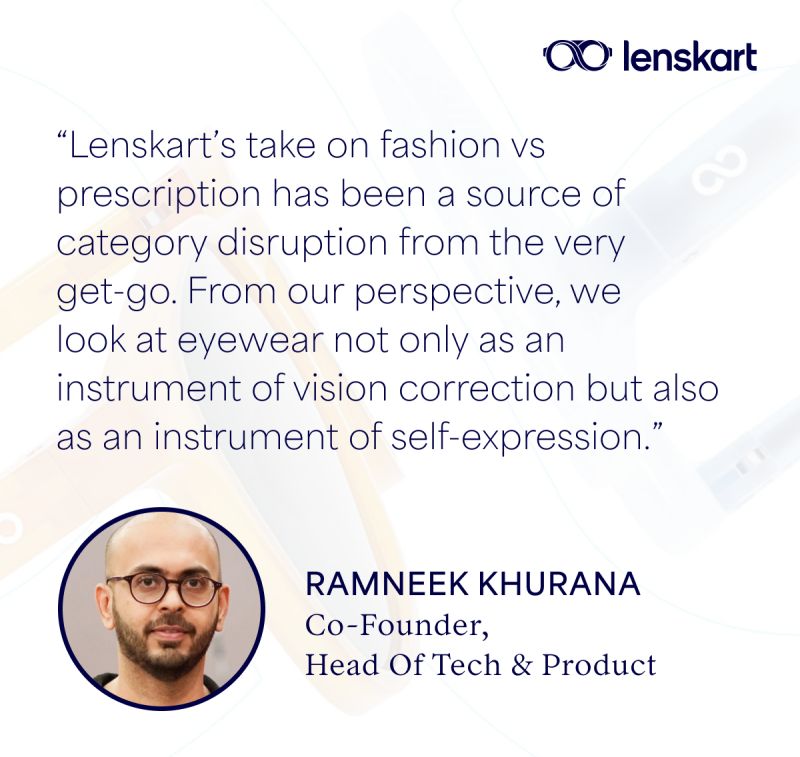 lenskart
“Lenskart’s take on fashion vs
prescription has been a source of
category disruption from the very
get-go. From our perspective, we
look at eyewear not only as an
instrument of vision correction but also
as an instrument of self-expression.”
RAMNEEK KHURANA
Co-Founder,
Head Of Tech & Product